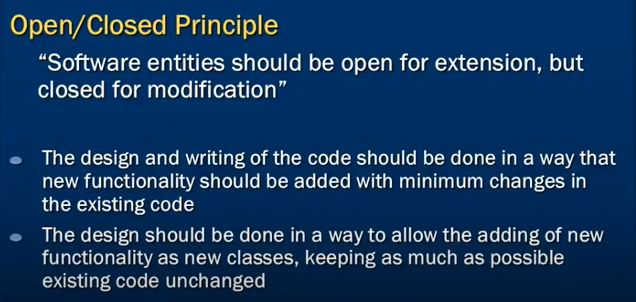 Open/Closed Principle
“Software entities should be open for extension, but
closed for modification”
The design and writing of the code should be done in a way that
new functionality should be added with minimum changes in
the existing code
The design should be done in a way to allow the adding of new
functionality as new classes, keeping as much as possible
existing code unchanged